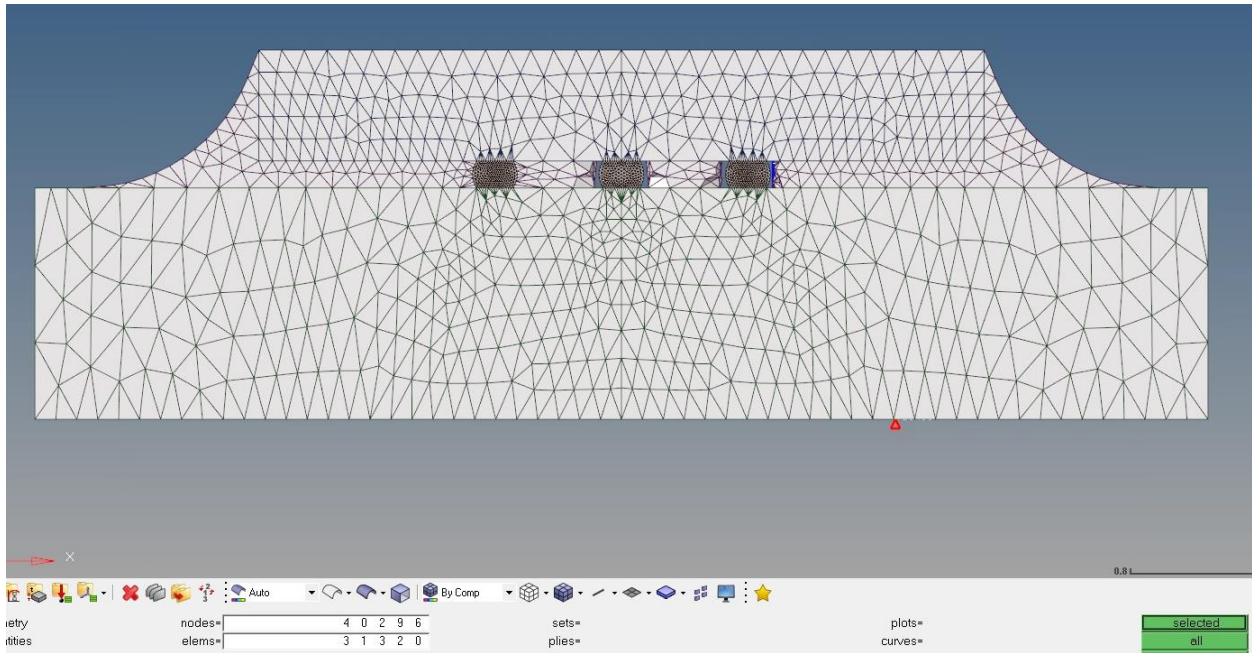 X
0.8
Auto
By Comp
etry nodes= 4 0 2 9 6 sets= plots= selected
tities elems= 3 1 3 2 0 plies= curves= all